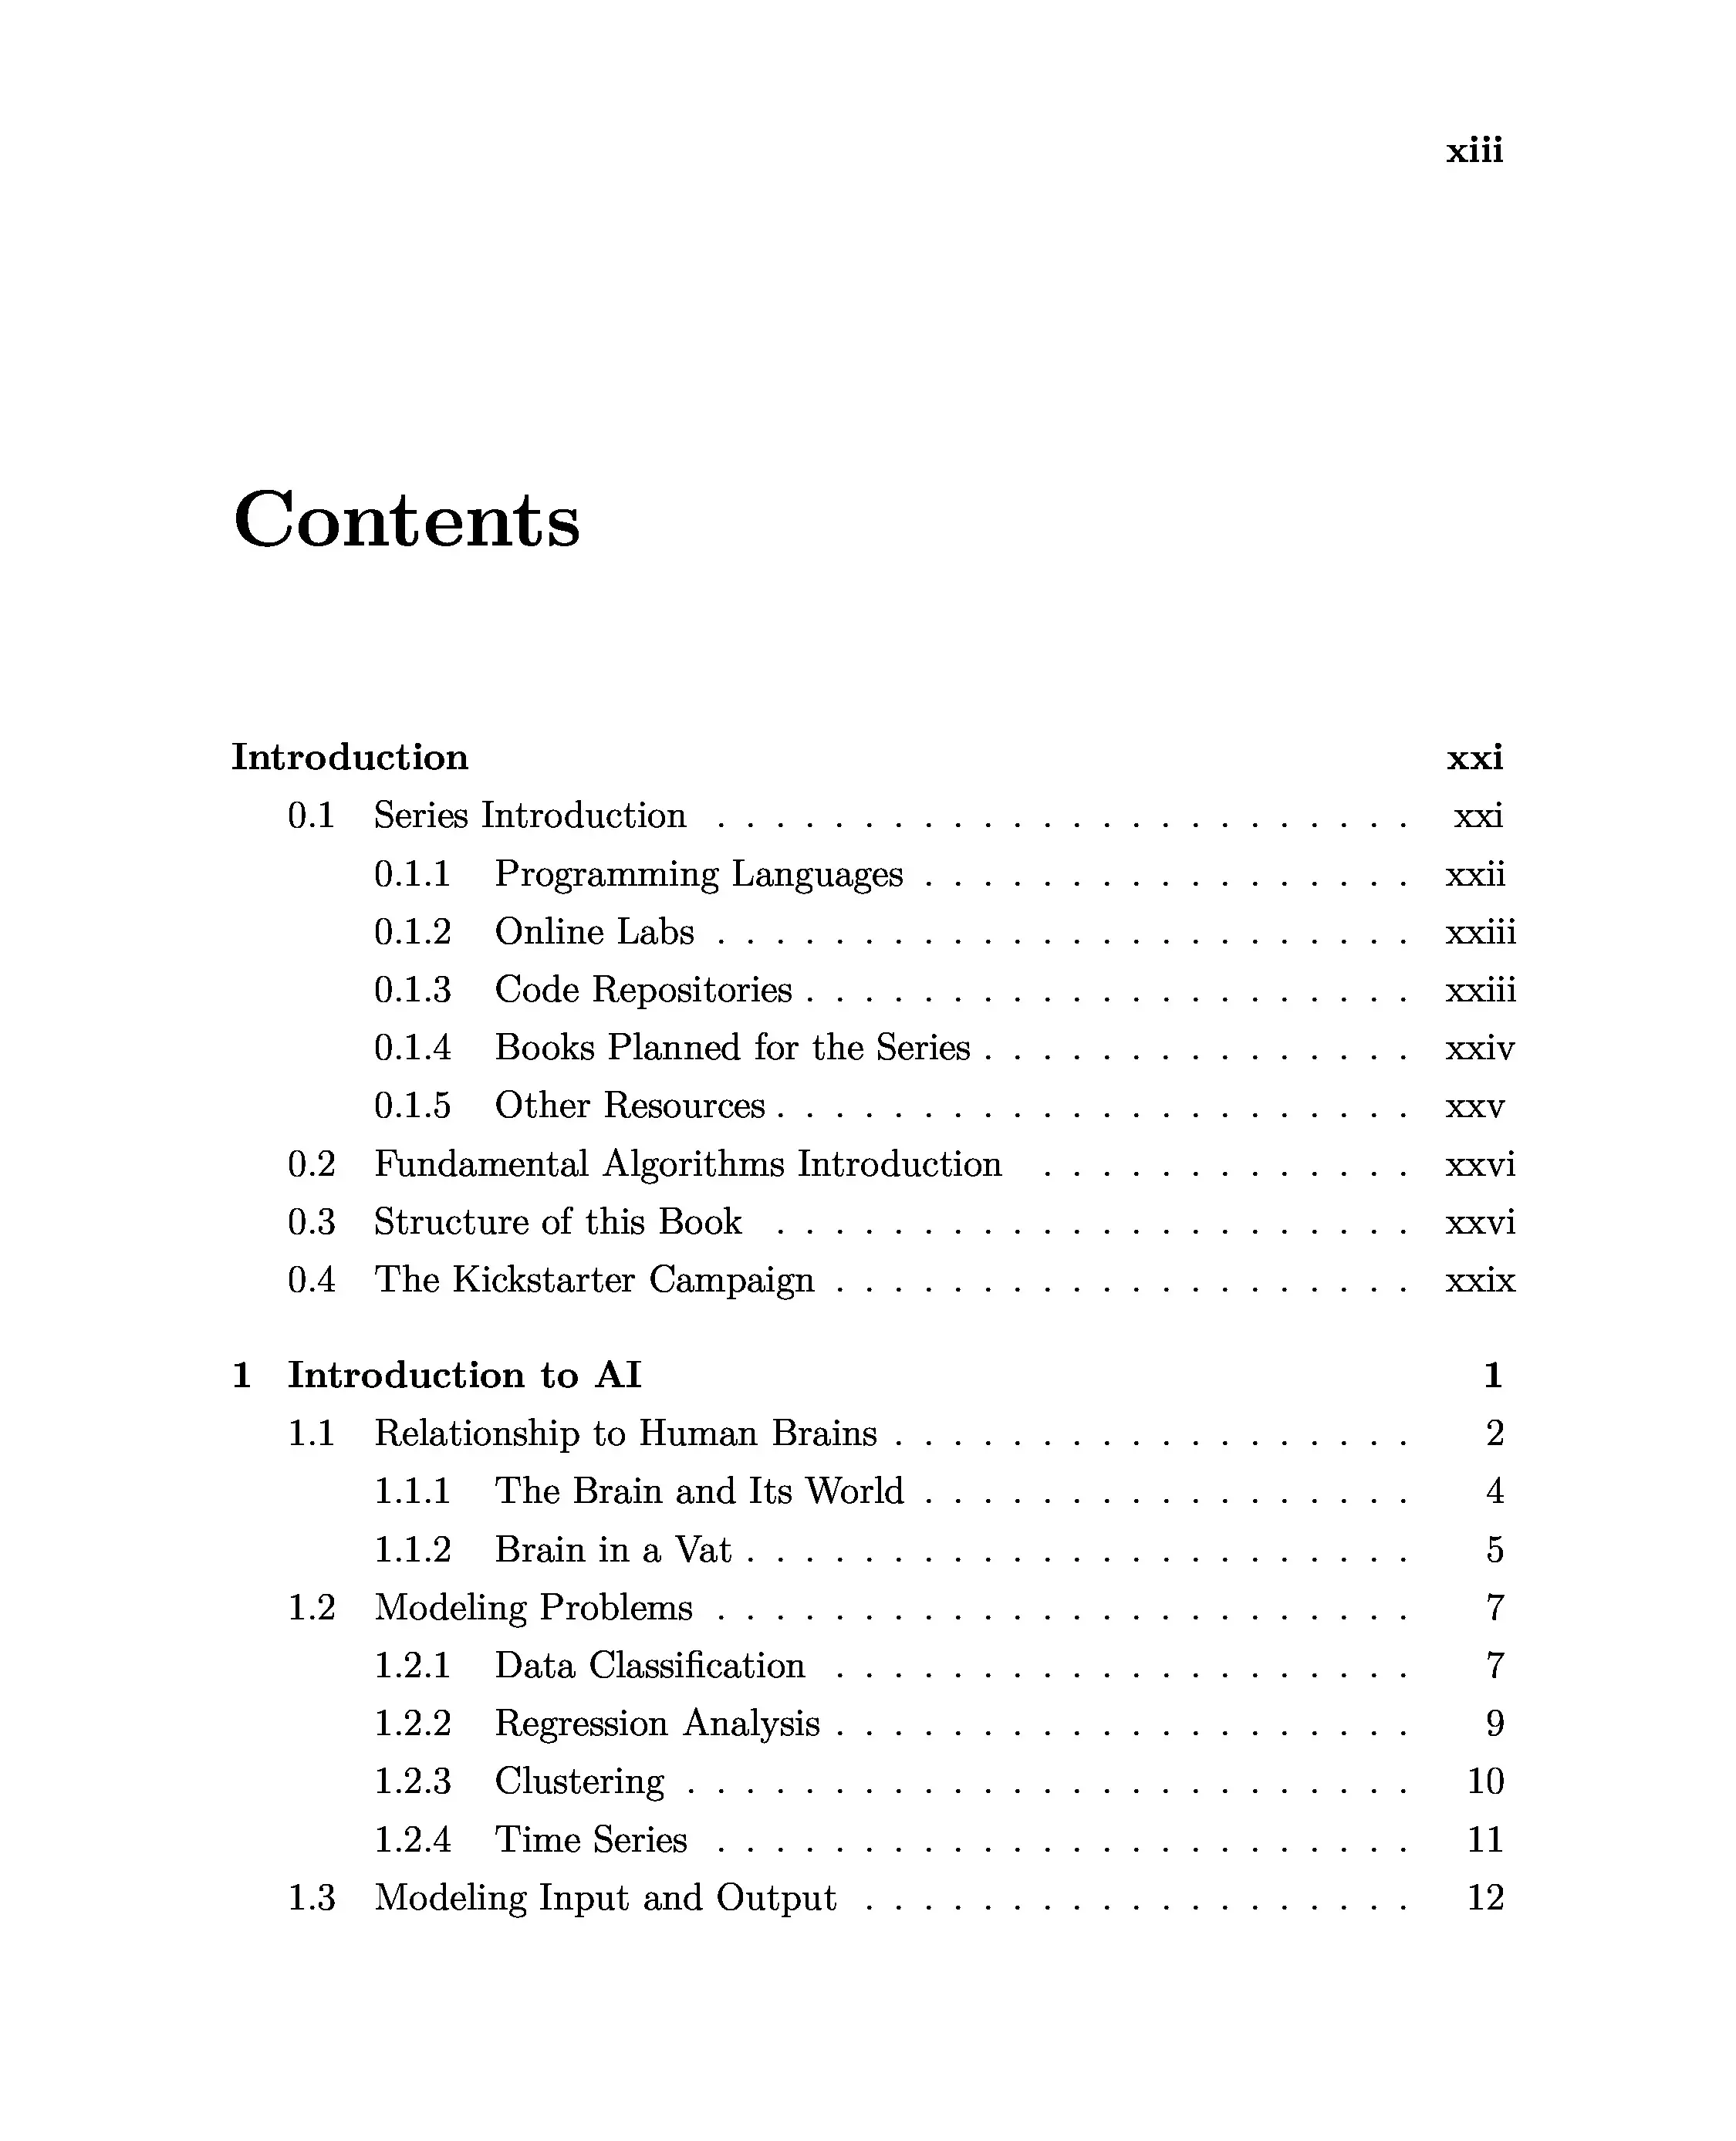 xiii
Contents
Introduction xxi
0.1 Series Introduction . . . . . . . . . . . . . . . . . . . . . . . . xxi
0.1.1 Programming Languages . . . . . . . . . . . . . . . . . xxii
0.1.2 Online Labs . . . . . . . . . . . . . . . . . . . . . . . . xxiii
0.1.3 Code Repositories . . . . . . . . . . . . . . . . . . . . . xxiii
0.1.4 Books Planned for the Series . . . . . . . . . . . . . . . xxiv
0.1.5 Other Resources . . . . . . . . . . . . . . . . . . . . . . xxv
0.2 Fundamental Algorithms Introduction . . . . . . . . . . . . . xxvi
0.3 Structure of this Book . . . . . . . . . . . . . . . . . . . . . . xxvi
0.4 The Kickstarter Campaign . . . . . . . . . . . . . . . . . . . . xxix
1 Introduction to AI 1
1.1 Relationship to Human Brains . . . . . . . . . . . . . . . . . . 2
1.1.1 The Brain and Its World . . . . . . . . . . . . . . . . . 4
1.1.2 Brain in a Vat . . . . . . . . . . . . . . . . . . . . . . . 5
1.2 Modeling Problems . . . . . . . . . . . . . . . . . . . . . . . . 7
1.2.1 Data Classification . . . . . . . . . . . . . . . . . . . . 7
1.2.2 Regression Analysis . . . . . . . . . . . . . . . . . . . . 9
1.2.3 Clustering . . . . . . . . . . . . . . . . . . . . . . . . . 10
1.2.4 Time Series . . . . . . . . . . . . . . . . . . . . . . . . 11
1.3 Modeling Input and Output . . . . . . . . . . . . . . . . . . . 12